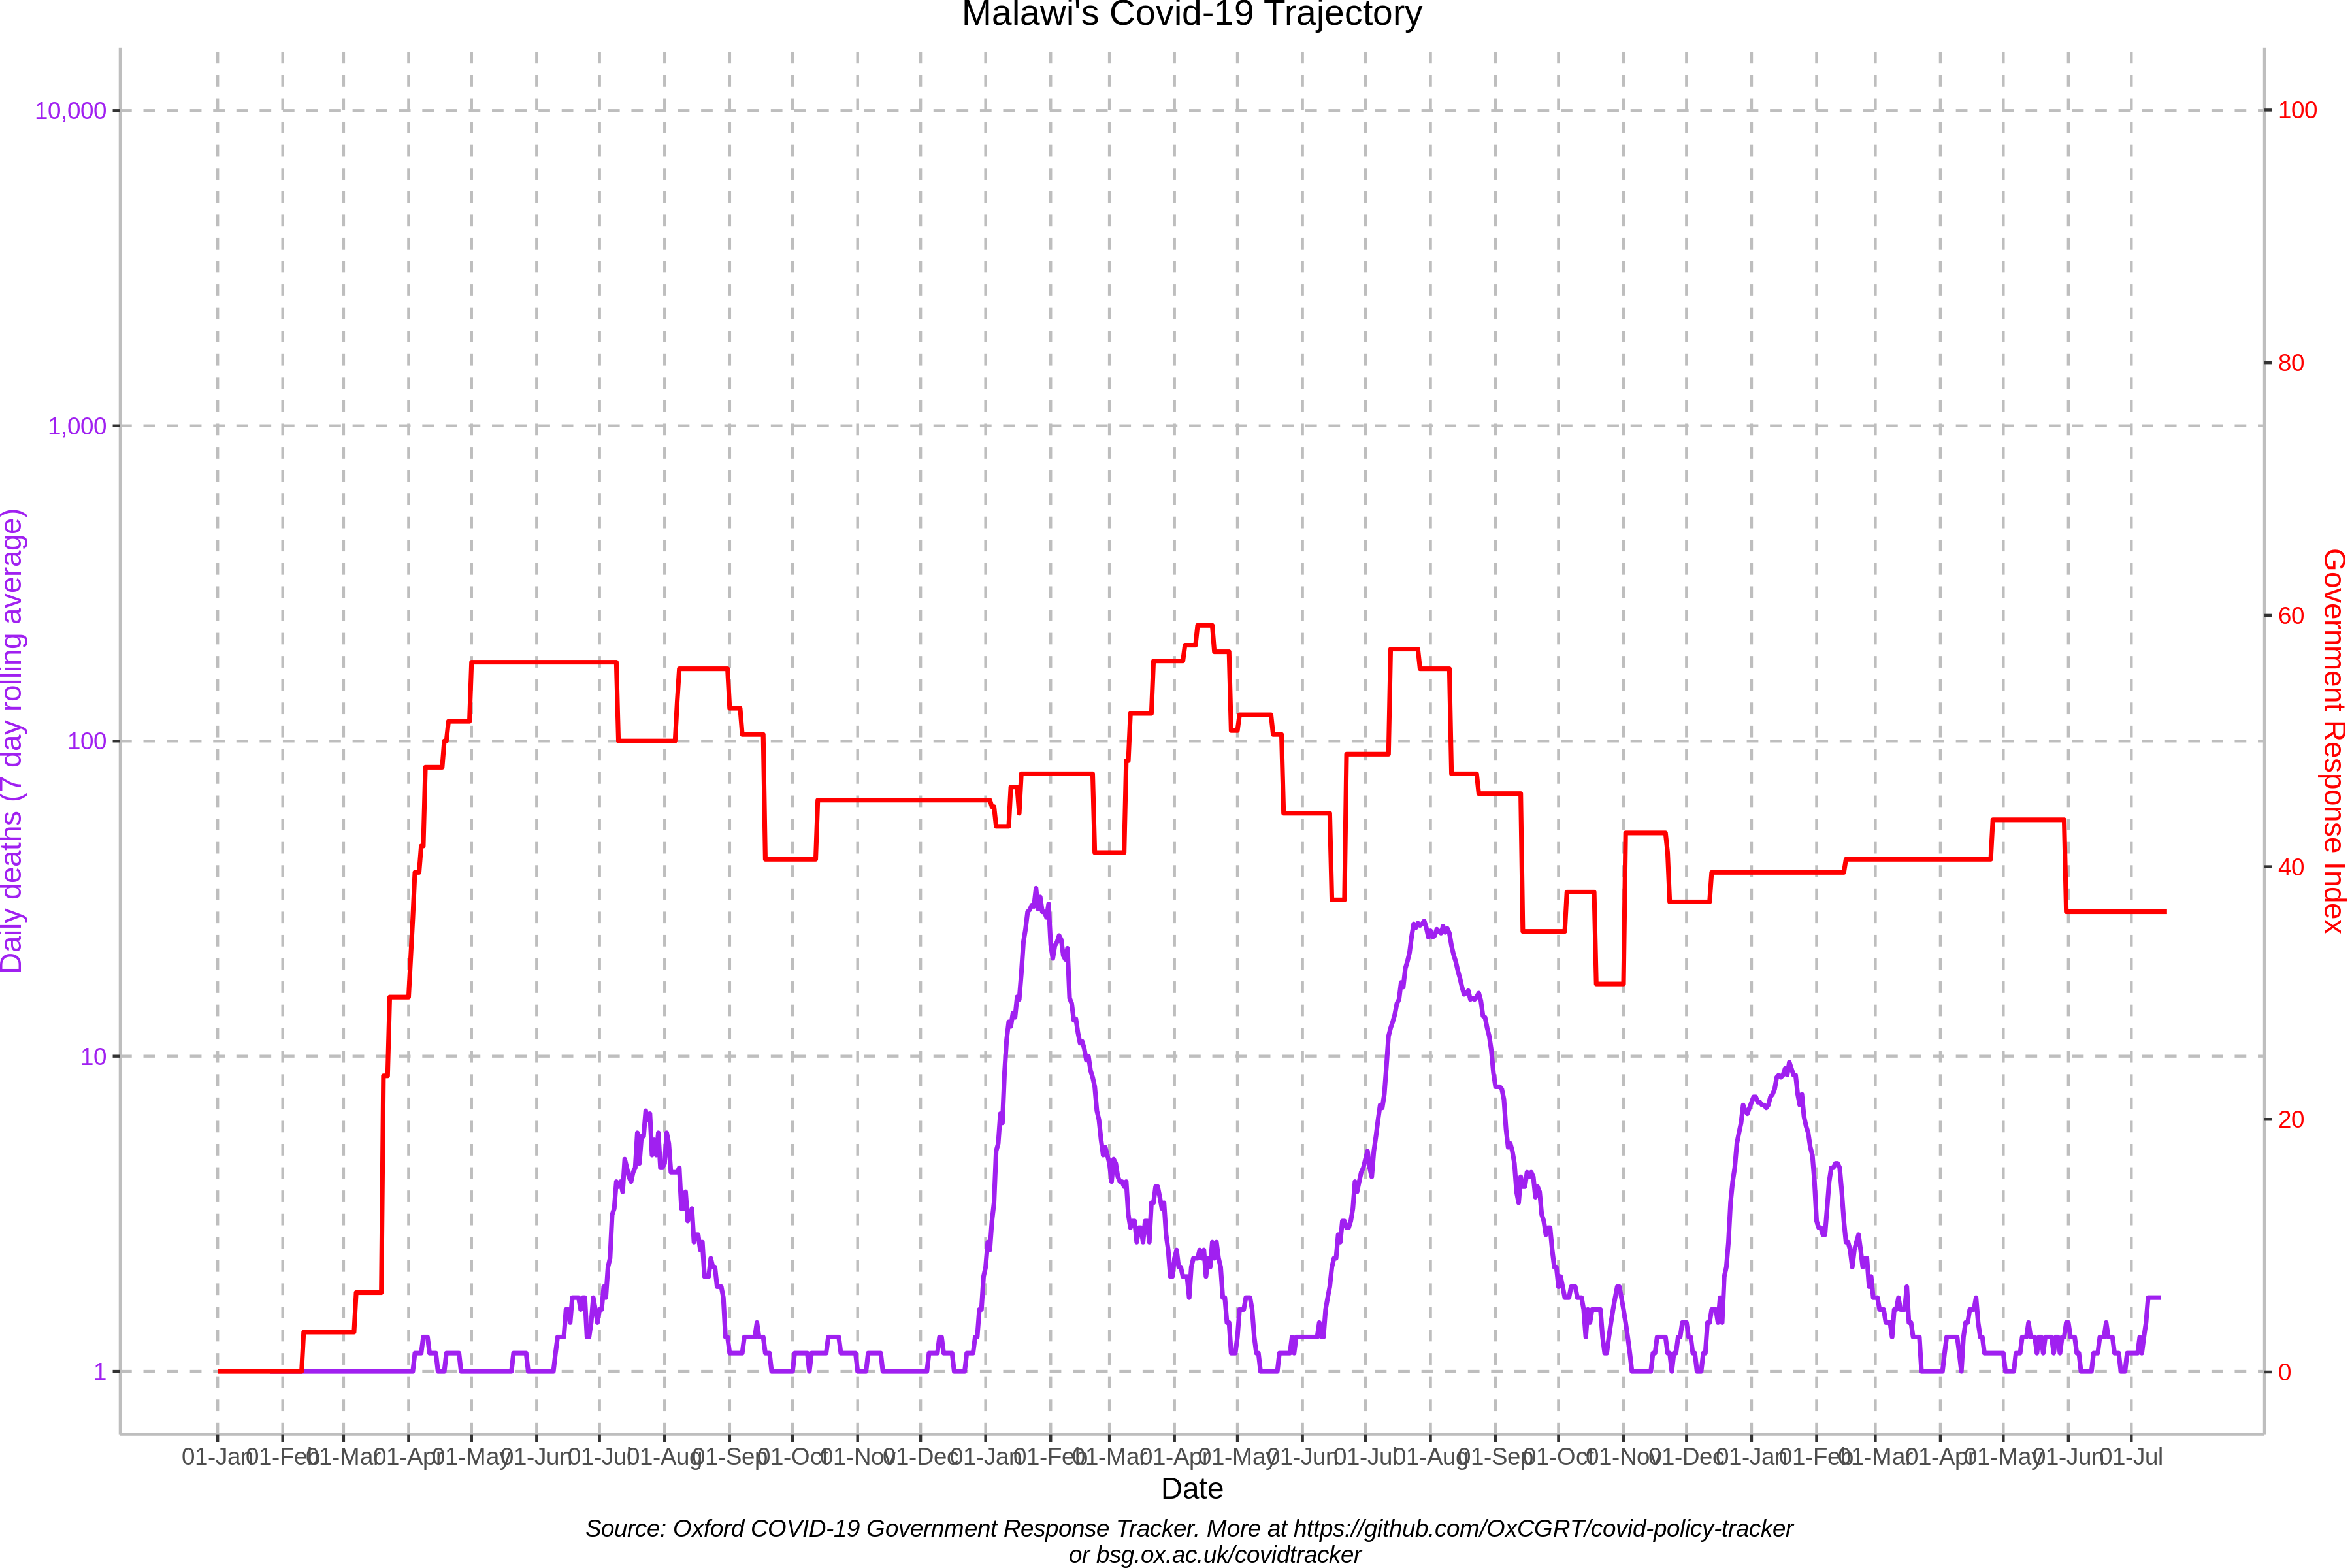 Malawi's Covid-19 Trajectory
10,000
1,000
100
10
1
Daily deaths (7 day rolling average)
100
80
60
40
20
0
Government Response Index
01-Jan 01-Feb 01-Mar 01-Apr 01-May 01-Jun 01-Jul 01-Aug 01-Sep 01-Oct 01-Nov 01-Dec 01-Jan 01-Feb 01-Mar 01-Apr 01-May 01-Jun 01-Jul 01-Aug 01-Sep 01-Oct 01-Nov 01-Dec 01-Jan 01-Feb 01-Mar 01-Apr 01-May 01-Jun 01-Jul
Date
Source: Oxford COVID-19 Government Response Tracker. More at https://github.com/OxCGRT/covid-policy-tracker
or bsg.ox.ac.uk/covidtracker